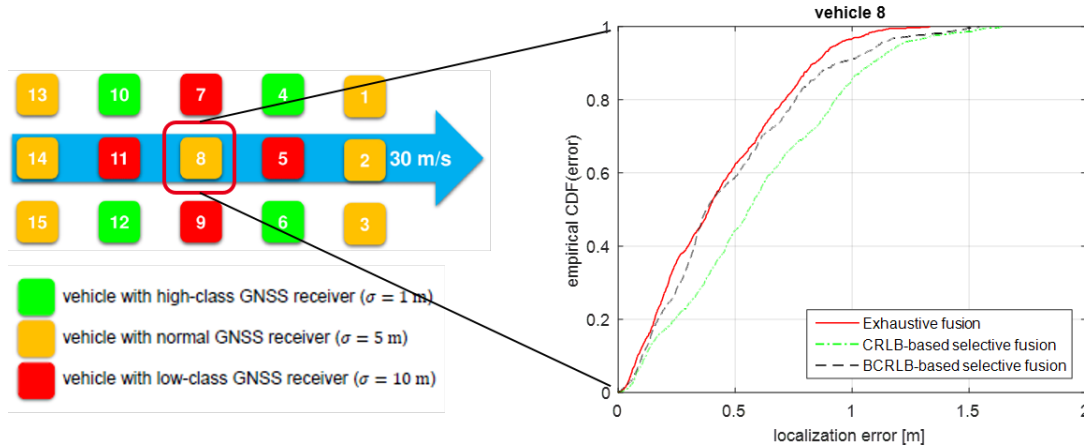 13 10 7 4 1
14 11 8 5 2 30 m/s
15 12 9 6 3
vehicle with high-class GNSS receiver (σ = 1 m)
vehicle with normal GNSS receiver (σ = 5 m)
vehicle with low-class GNSS receiver (σ = 10 m)
vehicle 8
1
0.8
0.6
0.4
0.2
0
empirical CDF(error)
Exhaustive fusion
CRLB-based selective fusion
BCRLB-based selective fusion
0 0.5 1 1.5 2
localization error [m]